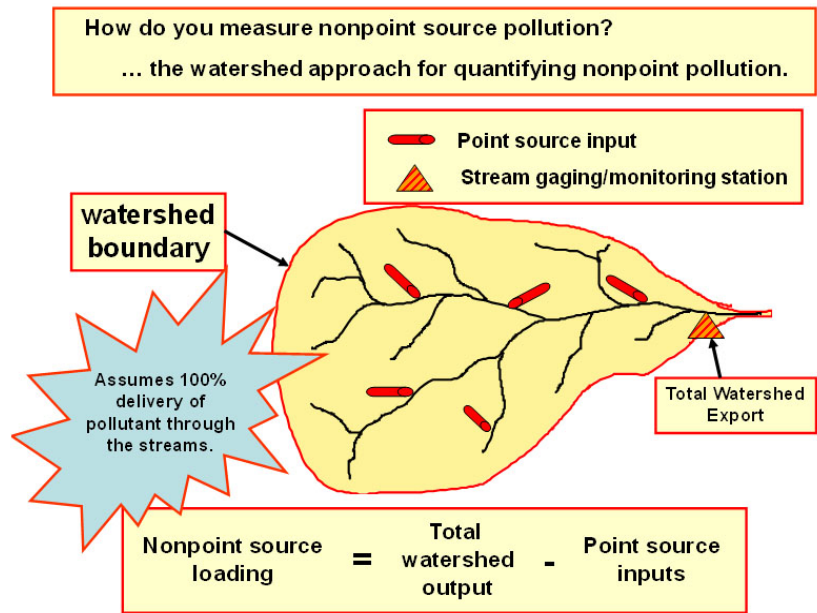 How do you measure nonpoint source pollution?
... the watershed approach for quantifying nonpoint pollution.
Point source input
Stream gaging/monitoring station
watershed
boundary
Assumes 100%
delivery of
pollutant through
the streams.
Total Watershed
Export
Nonpoint source
loading
=
Total
watershed
output
-
Point source
inputs